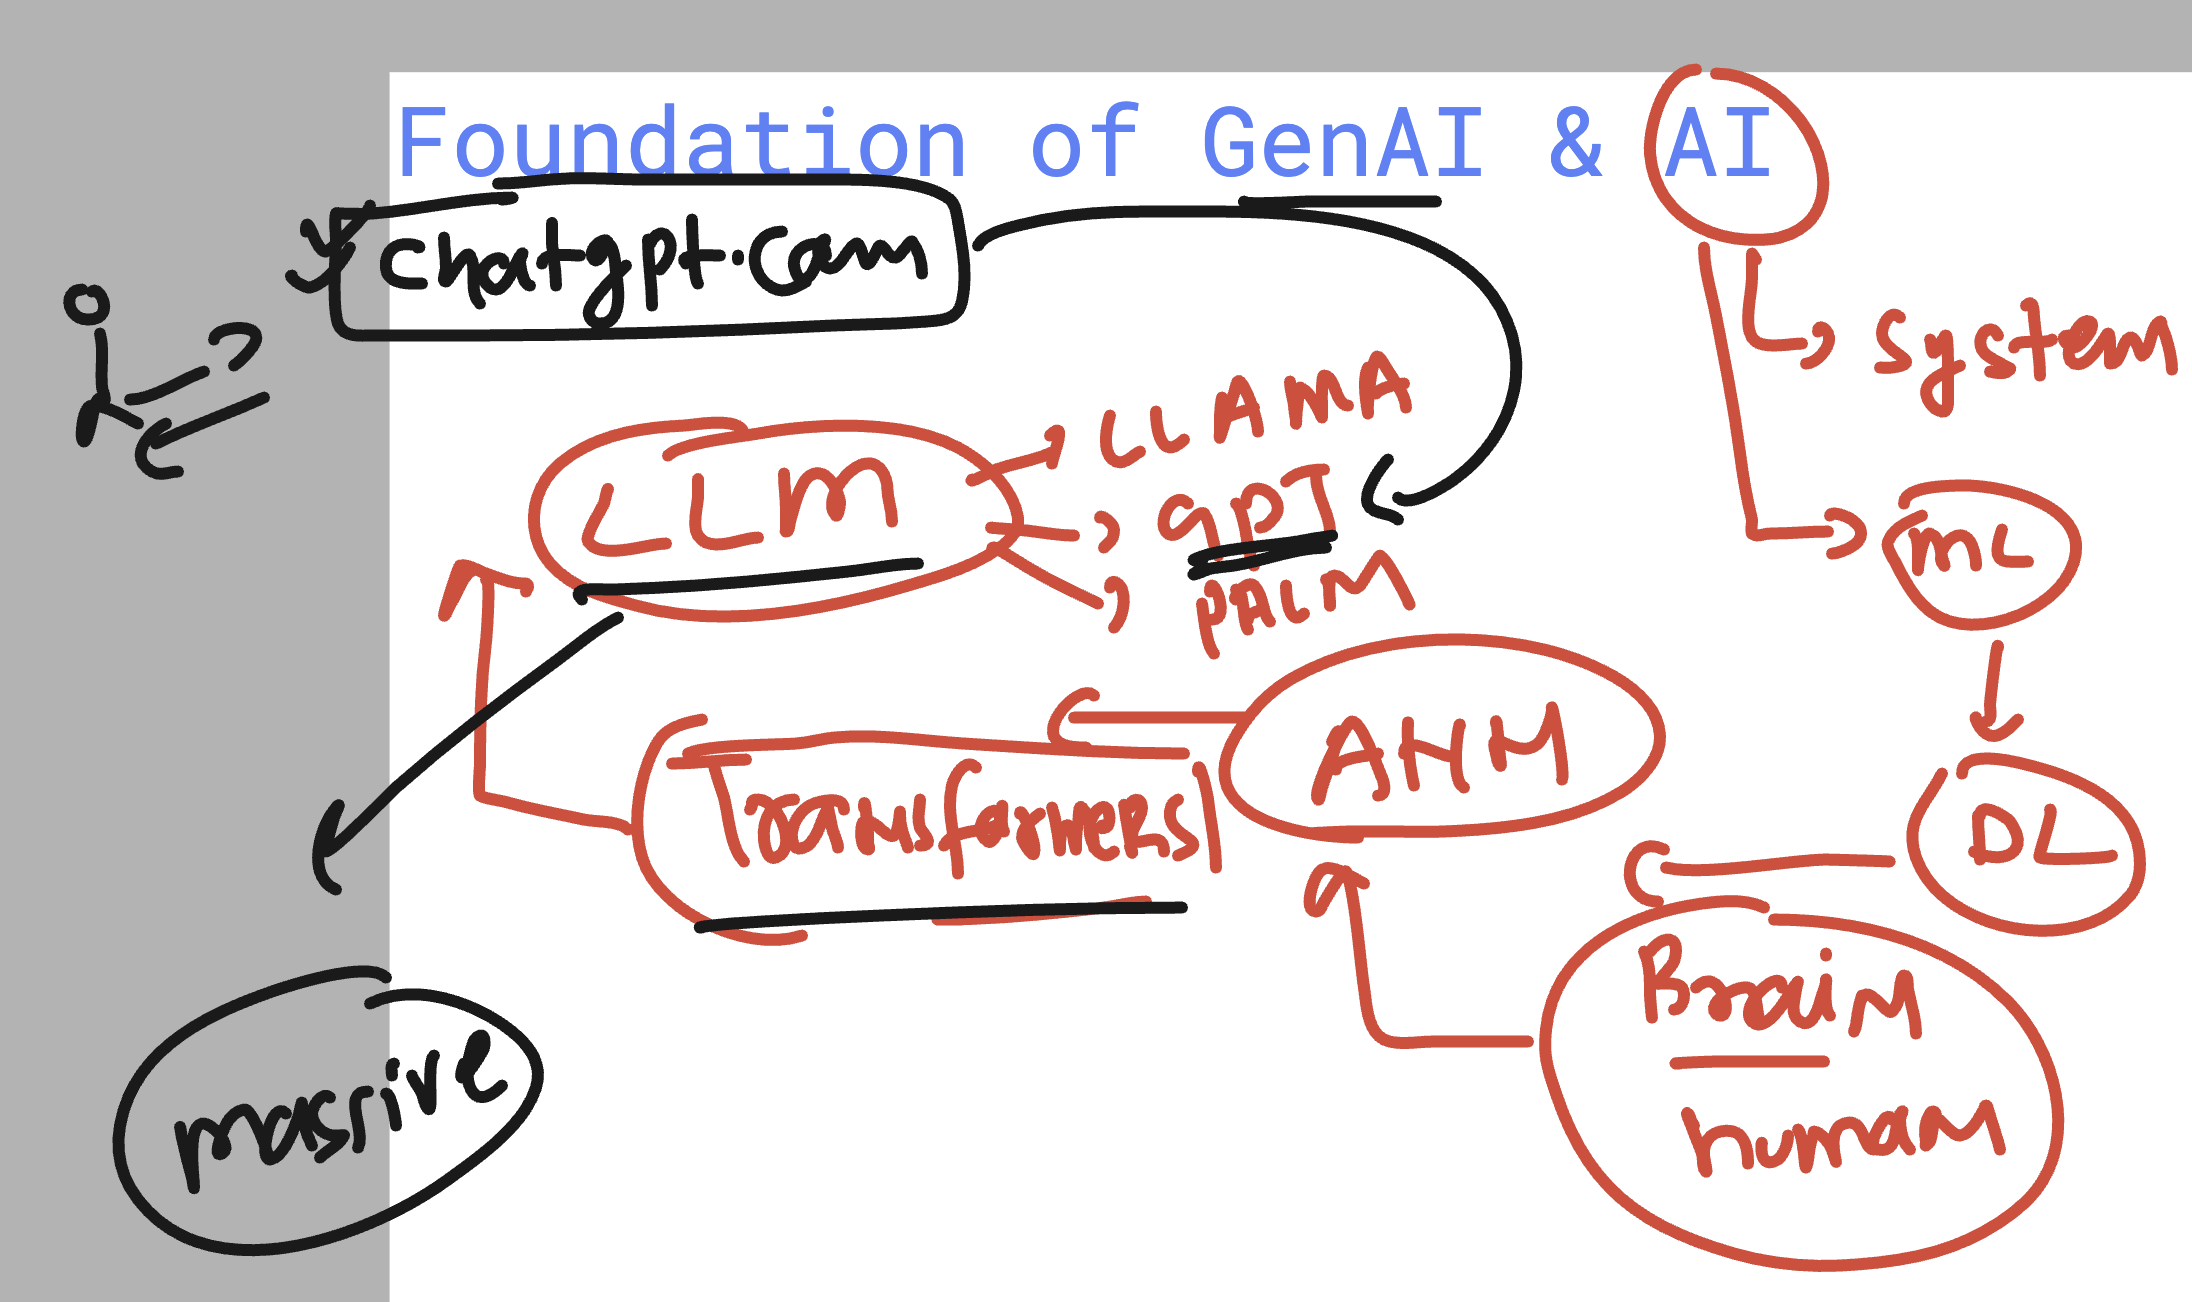 Foundation of GenAI & AI
chatgpt.com
system
LLAMA
LLM
GPT
ML
PALM
ANN
Transformers
DL
Brain
human
massive